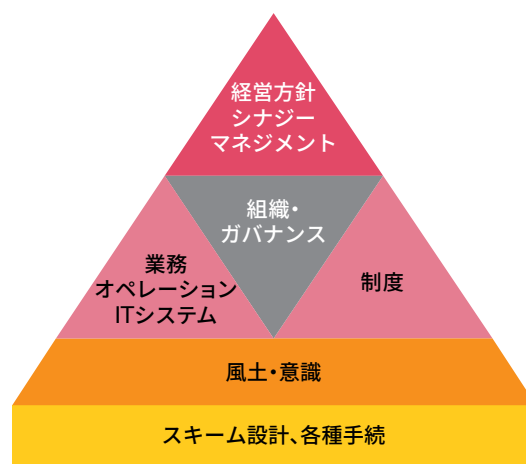 経営方針
シナジー
マネジメント
組織・
ガバナンス
業務
オペレーション
ITシステム
制度
風土・意識
スキーム設計、各種手続